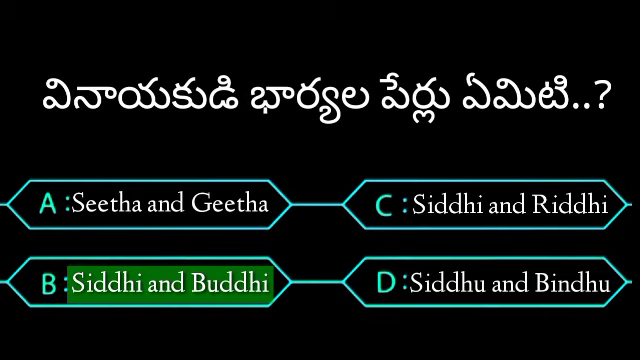 వినాయకుడి భార్యల పేర్లు ఏమిటి..?
A :Seetha and Geetha
C :Siddhi and Riddhi
B :Siddhi and Buddhi
D :Siddhu and Bindhu